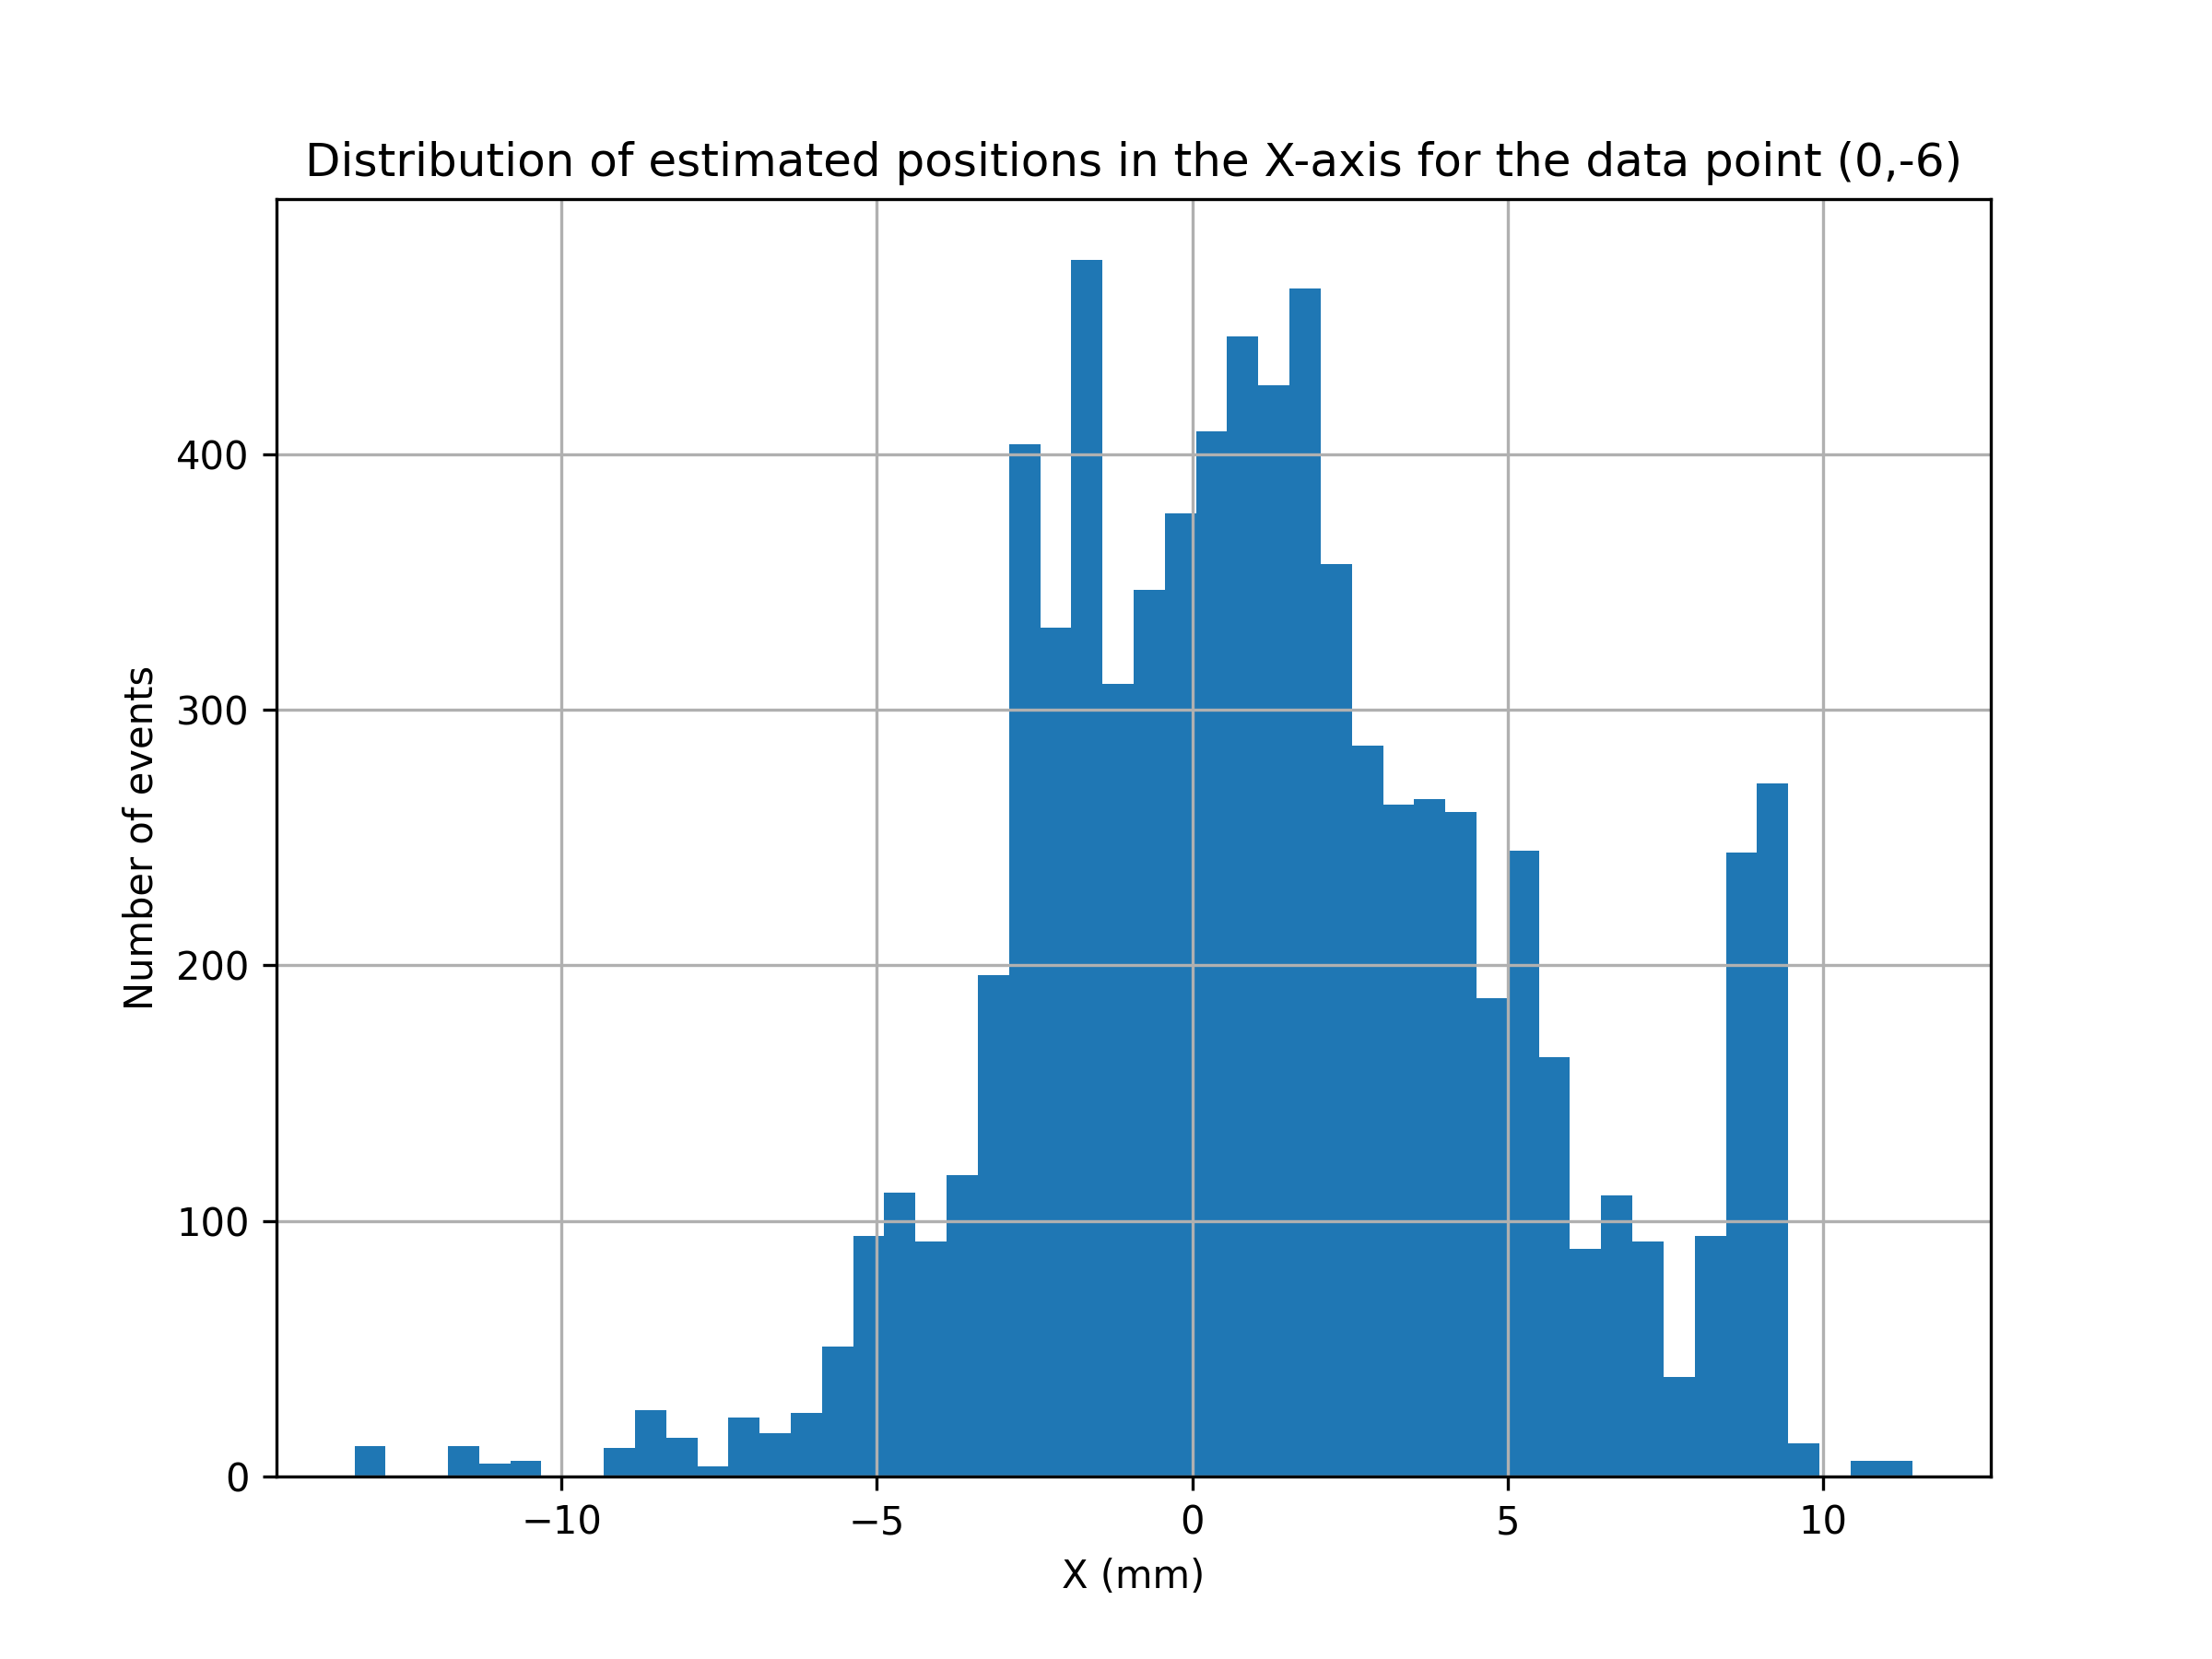 Distribution of estimated positions in the X-axis for the data point (0,-6)
Number of events
400
300
200
100
0
−10 −5 0 5 10
X (mm)